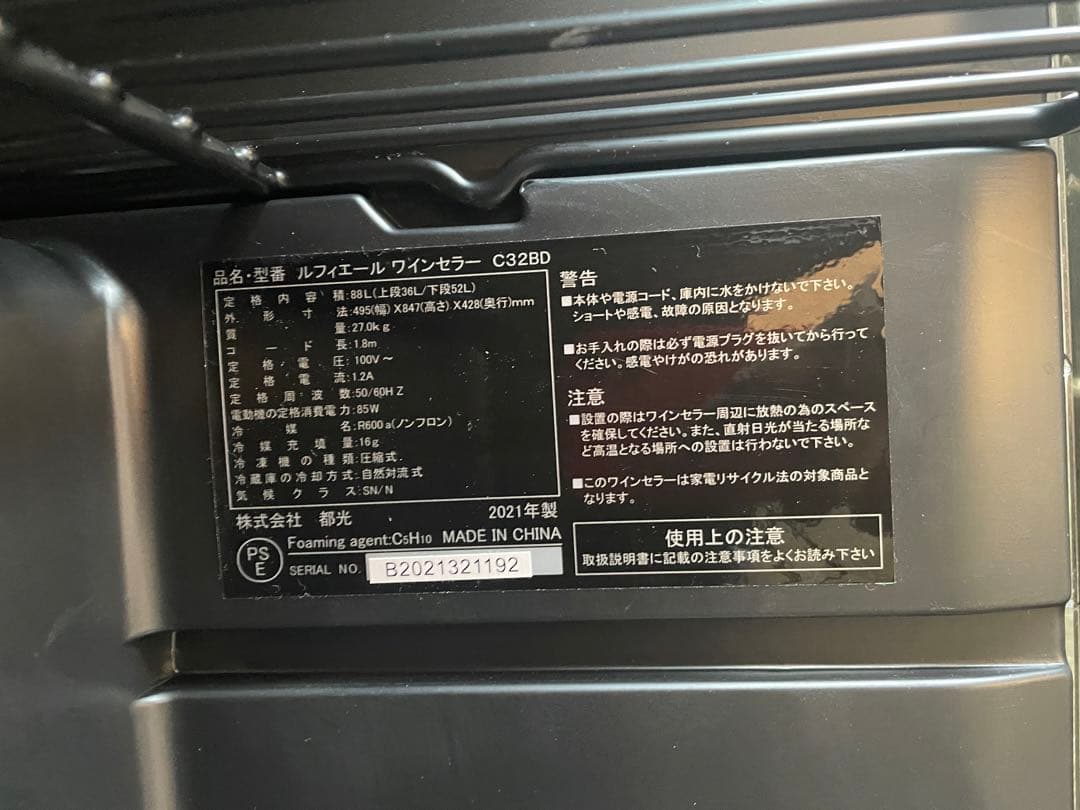 品名・型番 ルフィエール ワインセラー C32BD
定格内容積:88L(上段36L/下段52L)
外形寸法:495(幅)X847(高さ)X428(奥行)mm
質量:27.0kg
コード長:1.8m
定格電圧:100V～
定格電流:1.2A
定格周波数:50/60HZ
電動機の定格消費電力:85W
冷媒名:R600a(ノンフロン)
冷媒充填量:16g
冷凍機の種類:圧縮式
冷蔵庫の冷却方式:自然対流式
気候クラス:SN/N
株式会社 都光 2021年製
PS
E
Foaming agent:C5H10 MADE IN CHINA
SERIAL NO. B2021321192
警告
■本体や電源コード、庫内に水をかけないで下さい。
ショートや感電、故障の原因となります。
■お手入れの際は必ず電源プラグを抜いてから行って
ください。感電やけがの恐れがあります。
注意
■設置の際はワインセラー周辺に放熱の為のスペース
を確保してください。また、直射日光が当たる場所な
ど高温となる場所への設置は行わないで下さい。
■このワインセラーは家電リサイクル法の対象商品と
なります。
使用上の注意
取扱説明書に記載の注意事項をよくお読み下さい